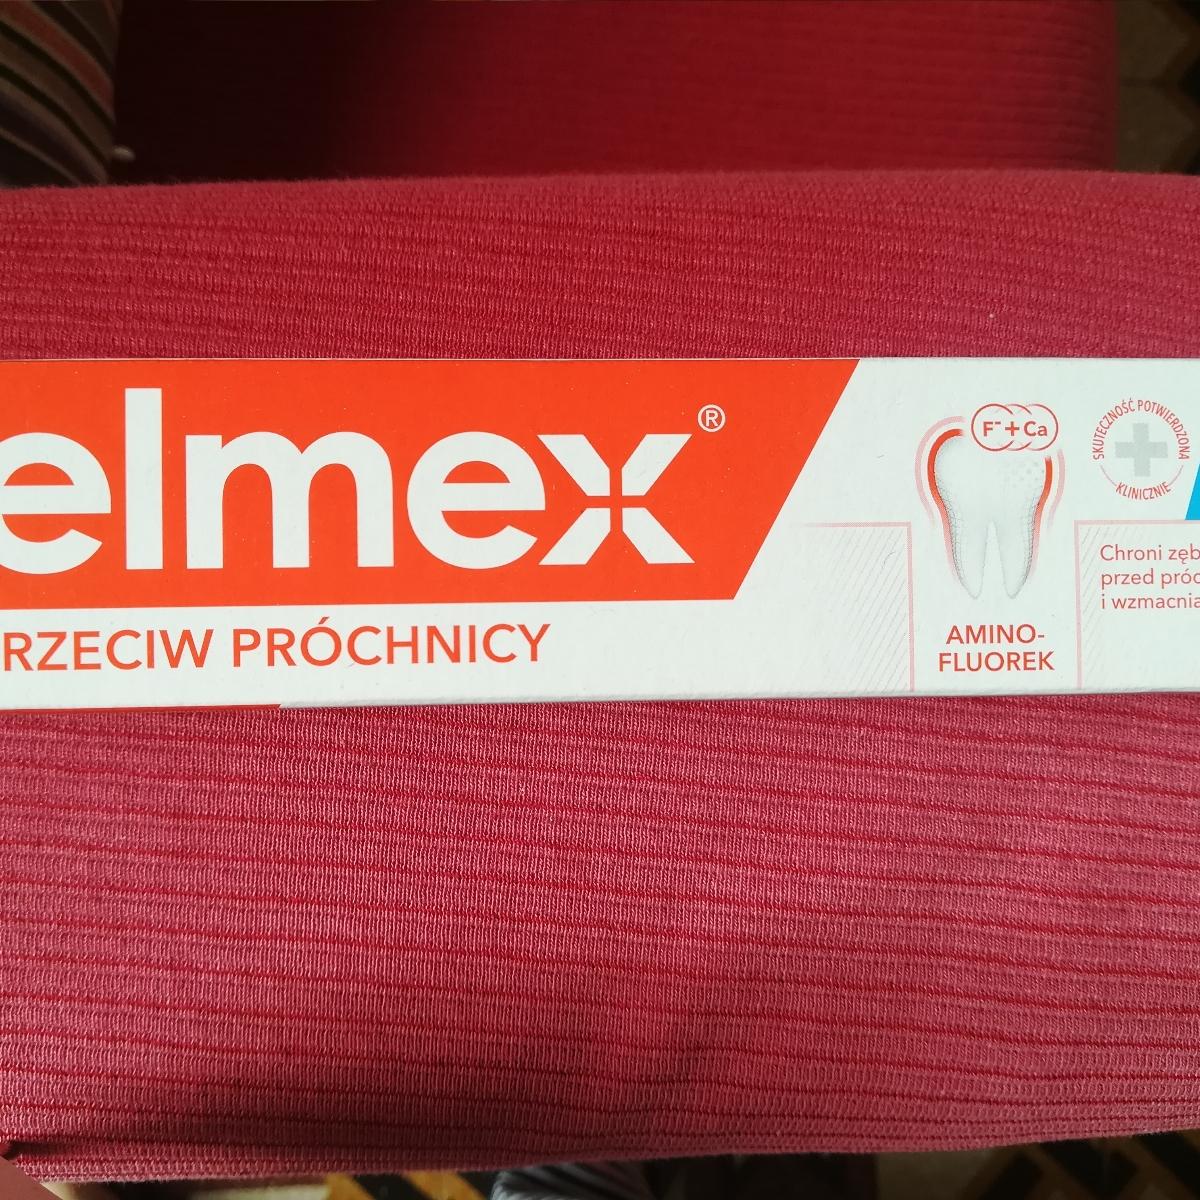 elmex®
RZECIW PRÓCHNICY
F⁻+Ca
AMINO-
FLUOREK
SKUTECZNOŚĆ POTWIERDZONA
KLINICZNIE
Chroni zęb
przed próc
i wzmacnia